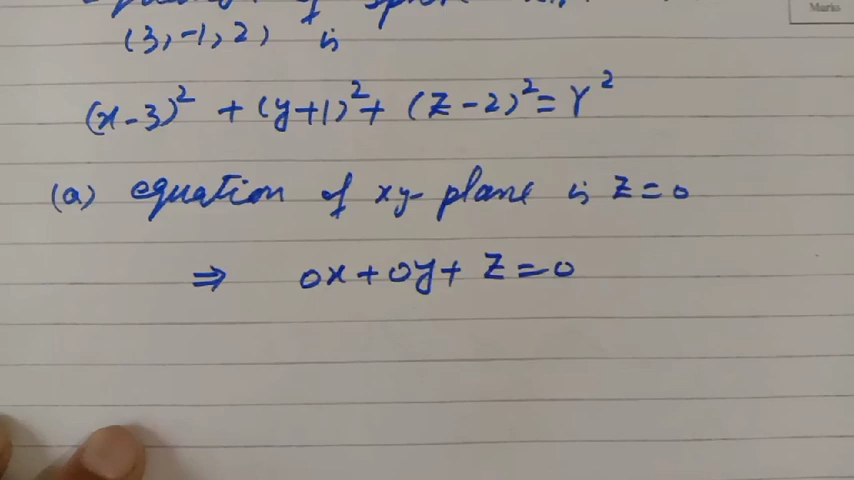 Marks
(3,-1,2) is
(x-3)² + (y+1)² + (z-2)² = r²
(a) equation of xy-plane is z=0
⇒ 0x+0y+ z=0